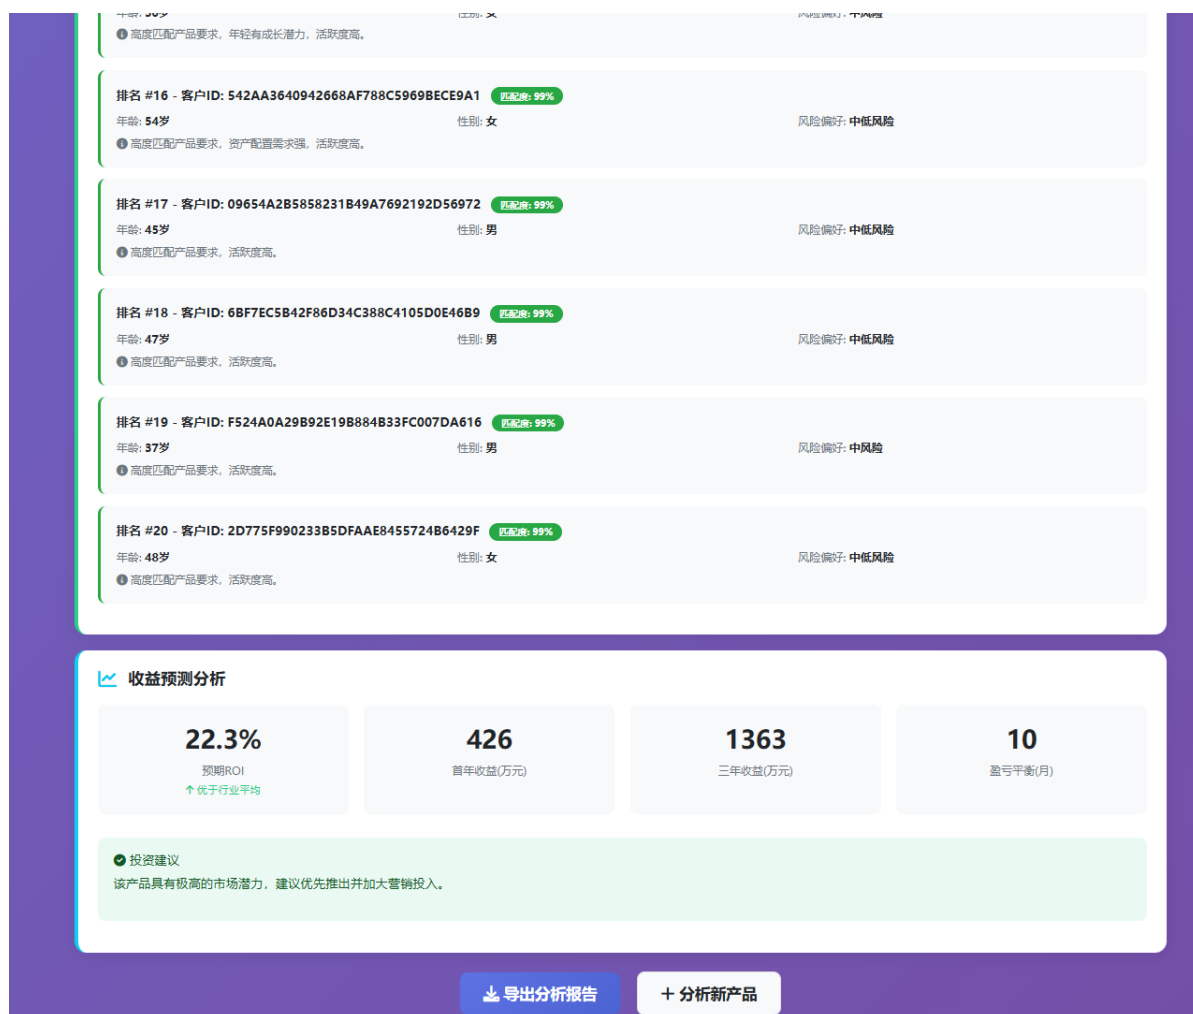 年龄: 30岁 性别: 女 风险偏好: 中风险
高度匹配产品要求，年轻有成长潜力，活跃度高。
排名 #16 - 客户ID: 542AA3640942668AF788C5969BECE9A1 匹配度: 99%
年龄: 54岁 性别: 女 风险偏好: 中低风险
高度匹配产品要求，资产配置需求强，活跃度高。
排名 #17 - 客户ID: 09654A2B5858231B49A7692192D56972 匹配度: 99%
年龄: 45岁 性别: 男 风险偏好: 中低风险
高度匹配产品要求，活跃度高。
排名 #18 - 客户ID: 6BF7EC5B42F86D34C388C4105D0E46B9 匹配度: 99%
年龄: 47岁 性别: 男 风险偏好: 中低风险
高度匹配产品要求，活跃度高。
排名 #19 - 客户ID: F524A0A29B92E19B884B33FC007DA616 匹配度: 99%
年龄: 37岁 性别: 男 风险偏好: 中风险
高度匹配产品要求，活跃度高。
排名 #20 - 客户ID: 2D775F990233B5DFAAE8455724B6429F 匹配度: 99%
年龄: 48岁 性别: 女 风险偏好: 中低风险
高度匹配产品要求，活跃度高。
收益预测分析
22.3% 426 1363 10
预期ROI 首年收益(万元) 三年收益(万元) 盈亏平衡(月)
优于行业平均
投资建议
该产品具有极高的市场潜力，建议优先推出并加大营销投入。
导出分析报告 分析新产品